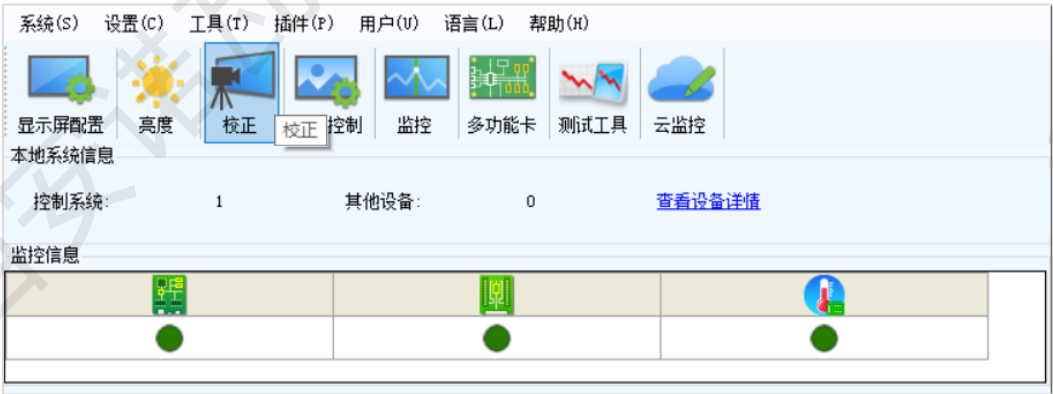 系统(S) 设置(C) 工具(T) 插件(P) 用户(U) 语言(L) 帮助(H)
显示屏配置 亮度 校正 控制 监控 多功能卡 测试工具 云监控
校正
本地系统信息
控制系统: 1 其他设备: 0 查看设备详情
监控信息